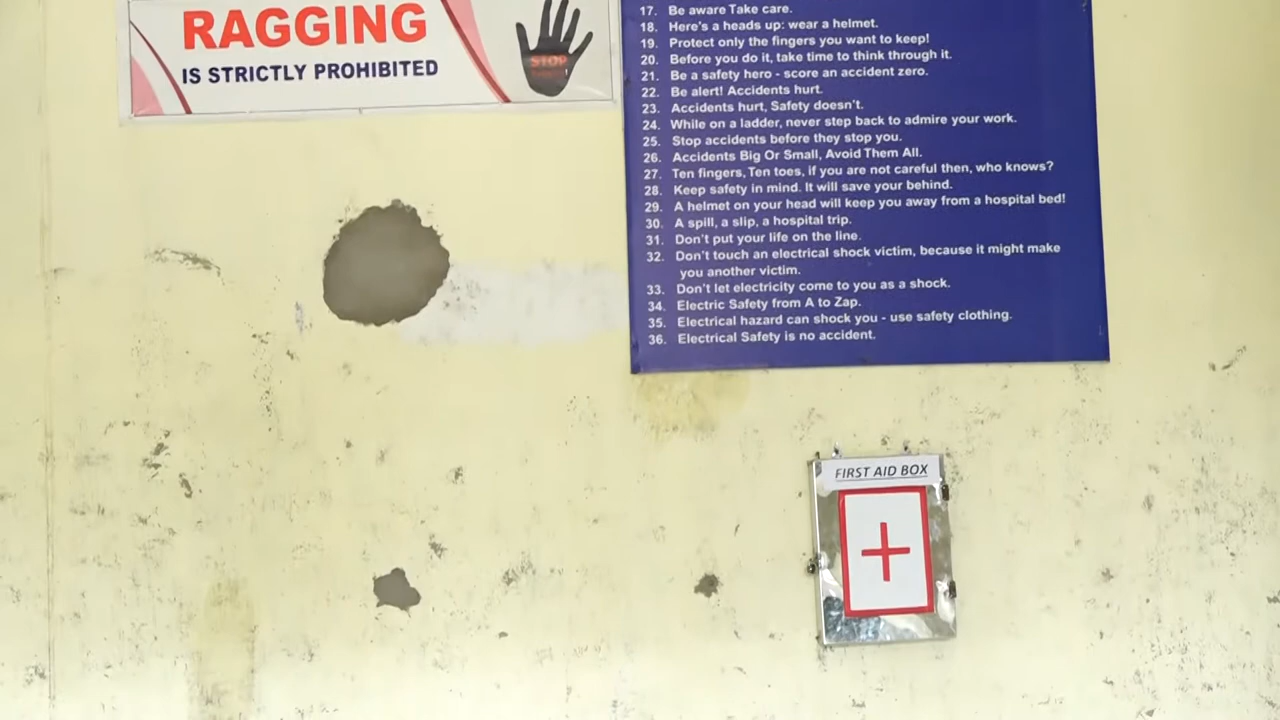 RAGGING
IS STRICTLY PROHIBITED
STOP
17. Be aware Take care.
18. Here's a heads up: wear a helmet.
19. Protect only the fingers you want to keep!
20. Before you do it, take time to think through it.
21. Be a safety hero - score an accident zero.
22. Be alert! Accidents hurt.
23. Accidents hurt, Safety doesn't.
24. While on a ladder, never step back to admire your work.
25. Stop accidents before they stop you.
26. Accidents Big Or Small, Avoid Them All.
27. Ten fingers, Ten toes, if you are not careful then, who knows?
28. Keep safety in mind. It will save your behind.
29. A helmet on your head will keep you away from a hospital bed!
30. A spill, a slip, a hospital trip.
31. Don't put your life on the line.
32. Don't touch an electrical shock victim, because it might make
you another victim.
33. Don't let electricity come to you as a shock.
34. Electric Safety from A to Zap.
35. Electrical hazard can shock you - use safety clothing.
36. Electrical Safety is no accident.
FIRST AID BOX